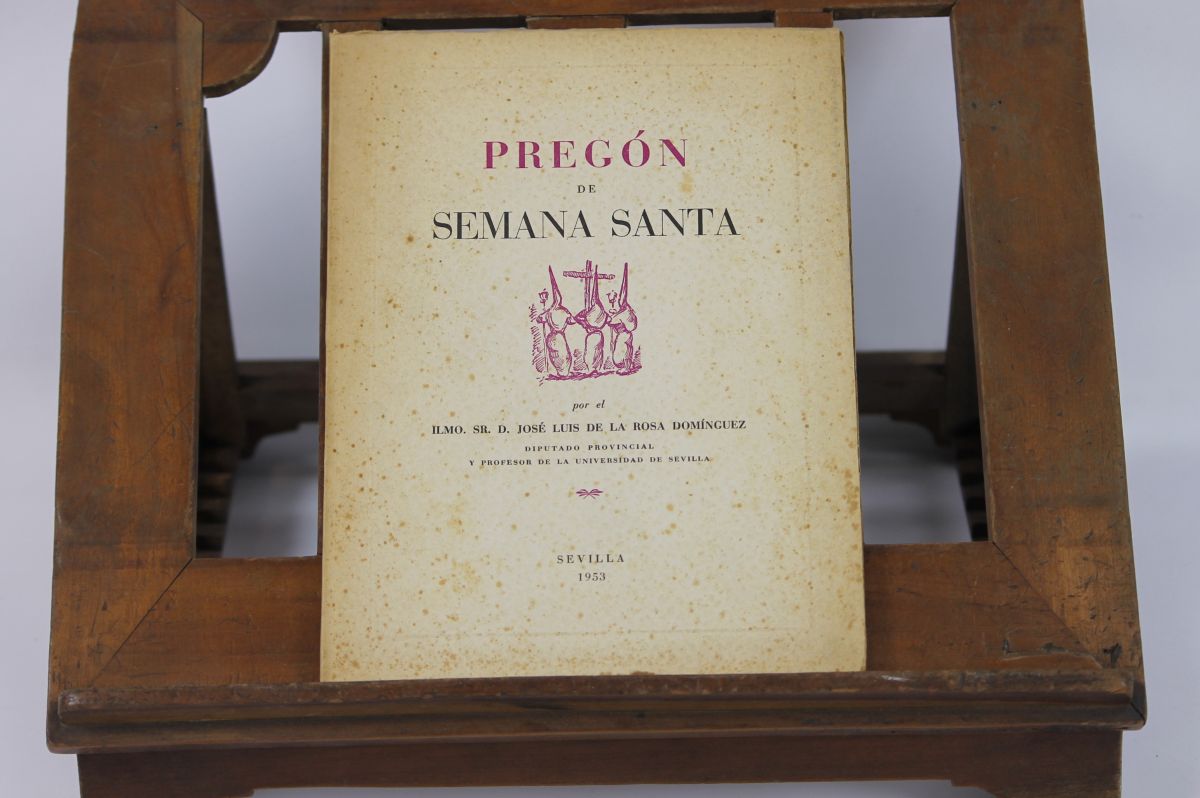 PREGÓN
DE
SEMANA SANTA
por el
ILMO. SR. D. JOSÉ LUIS DE LA ROSA DOMÍNGUEZ
DIPUTADO PROVINCIAL
Y PROFESOR DE LA UNIVERSIDAD DE SEVILLA
SEVILLA
1953